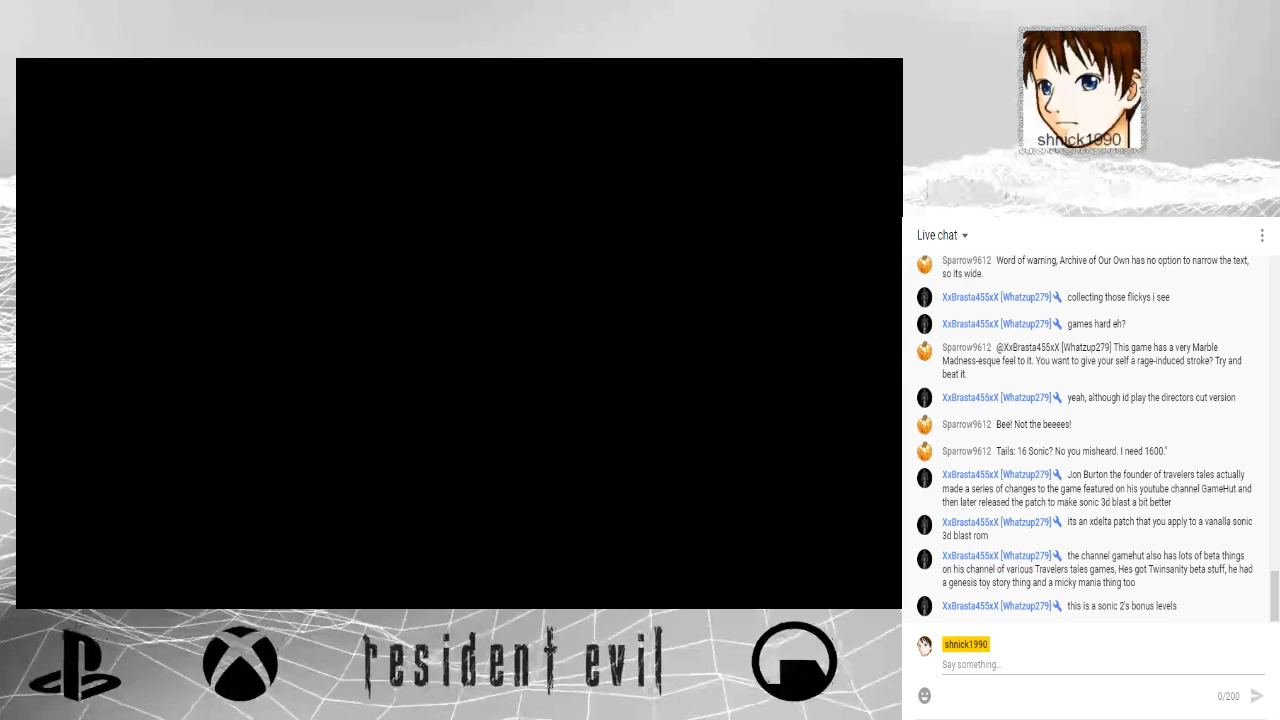 shnick1990
Live chat
Sparrow9612 Word of warning, Archive of Our Own has no option to narrow the text,
so its wide.
XxBrasta455xX [Whatzup279] collecting those flickys i see
XxBrasta455xX [Whatzup279] games hard eh?
Sparrow9612 @XxBrasta455xX [Whatzup279] This game has a very Marble
Madness-esque feel to it. You want to give your self a rage-induced stroke? Try and
beat it.
XxBrasta455xX [Whatzup279] yeah, although id play the directors cut version
Sparrow9612 Bee! Not the beeees!
Sparrow9612 Tails: 16 Sonic? No you misheard. I need 1600."
XxBrasta455xX [Whatzup279] Jon Burton the founder of travelers tales actually
made a series of changes to the game featured on his youtube channel GameHut and
then later released the patch to make sonic 3d blast a bit better
XxBrasta455xX [Whatzup279] its an xdelta patch that you apply to a vanalla sonic
3d blast rom
XxBrasta455xX [Whatzup279] the channel gamehut also has lots of beta things
on his channel of various Travelers tales games, Hes got Twinsanity beta stuff, he had
a genesis toy story thing and a micky mania thing too
XxBrasta455xX [Whatzup279] this is a sonic 2's bonus levels
shnick1990
Say something...
0/200
resident evil